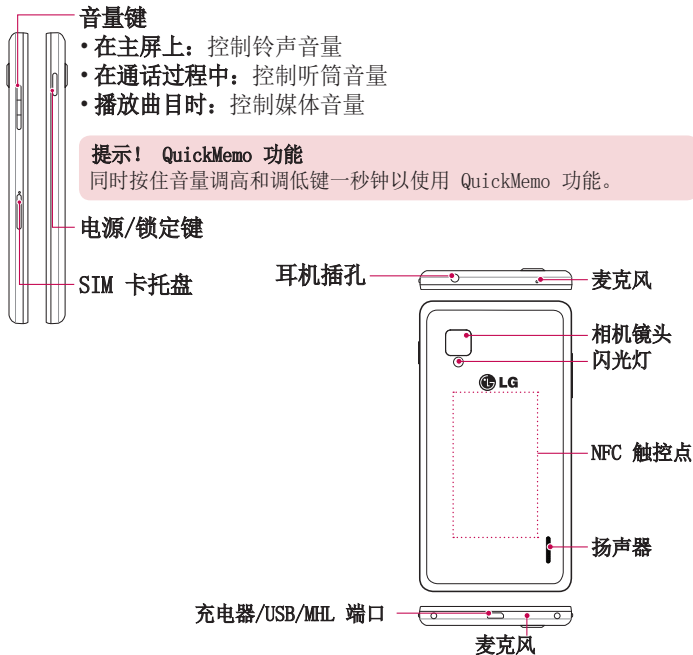 音量键
• 在主屏上：控制铃声音量
• 在通话过程中：控制听筒音量
• 播放曲目时：控制媒体音量
提示！ QuickMemo 功能
同时按住音量调高和调低键一秒钟以使用 QuickMemo 功能。
电源/锁定键
SIM 卡托盘
耳机插孔
麦克风
相机镜头
闪光灯
LG
NFC 触控点
扬声器
充电器/USB/MHL 端口
麦克风